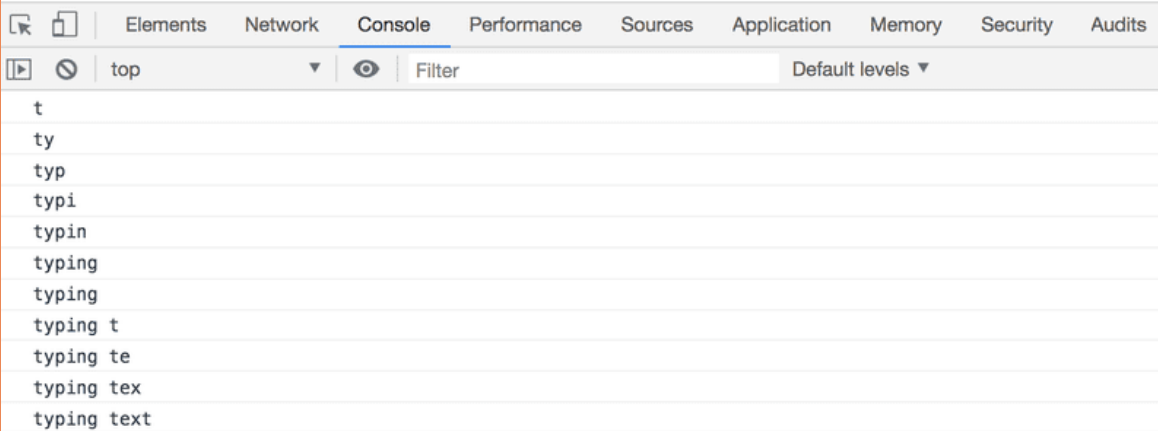 Elements Network Console Performance Sources Application Memory Security Audits
top Filter Default levels
t
ty
typ
typi
typin
typing
typing
typing t
typing te
typing tex
typing text